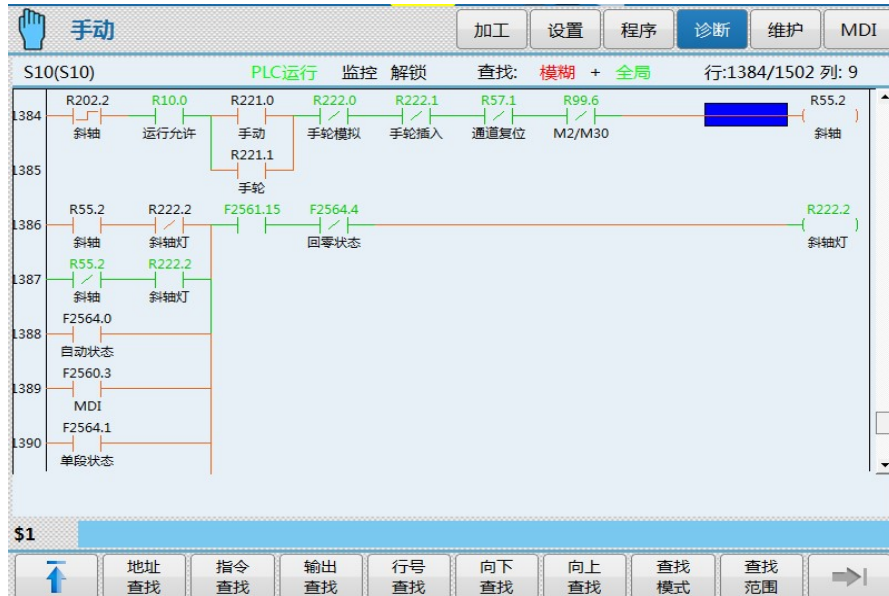 手动 加工 设置 程序 诊断 维护 MDI
S10(S10) PLC运行 监控 解锁 查找: 模糊 + 全局 行:1384/1502 列: 9
R202.2 R10.0 R221.0 R222.0 R222.1 R57.1 R99.6 R55.2
1384
斜轴 运行允许 手动 手轮模拟 手轮插入 通道复位 M2/M30 斜轴
R221.1
1385
手轮
R55.2 R222.2 F2561.15 F2564.4 R222.2
1386
斜轴 斜轴灯 回零状态 斜轴灯
R55.2 R222.2
1387
斜轴 斜轴灯
F2564.0
1388
自动状态
F2560.3
1389
MDI
F2564.1
1390
单段状态
$1
地址 指令 输出 行号 向下 向上 查找 查找
查找 查找 查找 查找 查找 查找 模式 范围